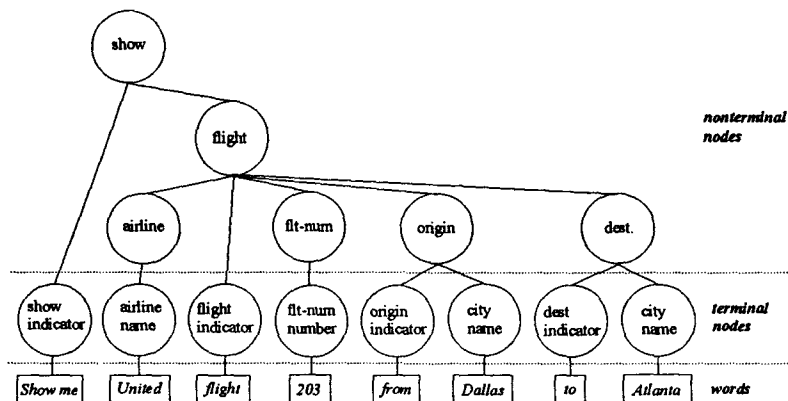 show
nonterminal
nodes
flight
airline
flt-num
origin
dest.
show
indicator
airline
name
flight
indicator
flt-num
number
origin
indicator
city
name
dest
indicator
city
name
terminal
nodes
Show me
United
flight
203
from
Dallas
to
Atlanta
words